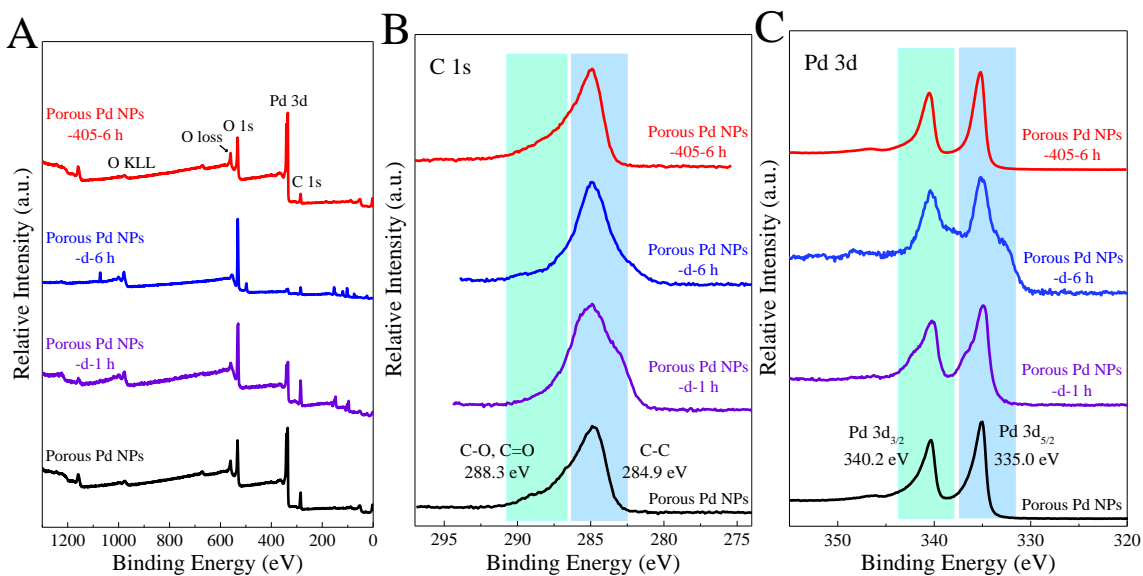 A
Relative Intensity (a.u.)
Porous Pd NPs
-405-6 h
O KLL
O loss
O 1s
Pd 3d
C 1s
Porous Pd NPs
-d-6 h
Porous Pd NPs
-d-1 h
Porous Pd NPs
1200 1000 800 600 400 200 0
Binding Energy (eV)
B
C 1s
Relative Intensity (a.u.)
Porous Pd NPs
-405-6 h
Porous Pd NPs
-d-6 h
Porous Pd NPs
-d-1 h
C-O, C=O
288.3 eV
C-C
284.9 eV
Porous Pd NPs
295 290 285 280 275
Binding Energy (eV)
C
Pd 3d
Relative Intensity (a.u.)
Porous Pd NPs
-405-6 h
Porous Pd NPs
-d-6 h
Porous Pd NPs
-d-1 h
Pd 3d3/2
340.2 eV
Pd 3d5/2
335.0 eV
Porous Pd NPs
350 340 330 320
Binding Energy (eV)